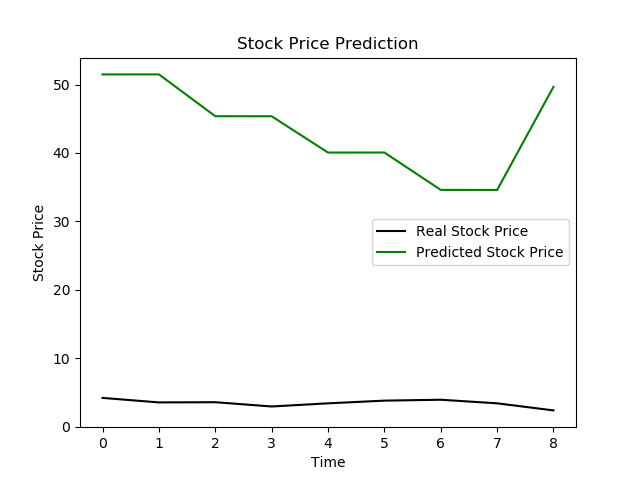 Stock Price Prediction
Stock Price
50
40
30
20
10
0
Real Stock Price
Predicted Stock Price
0 1 2 3 4 5 6 7 8
Time